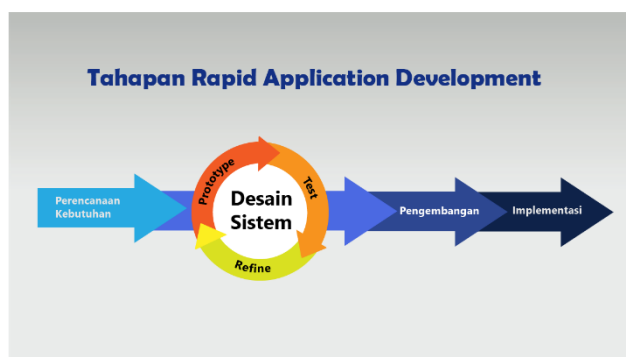 Tahapan Rapid Application Development
Perencanaan
Kebutuhan
Prototype
Test
Refine
Desain
Sistem
Pengembangan
Implementasi